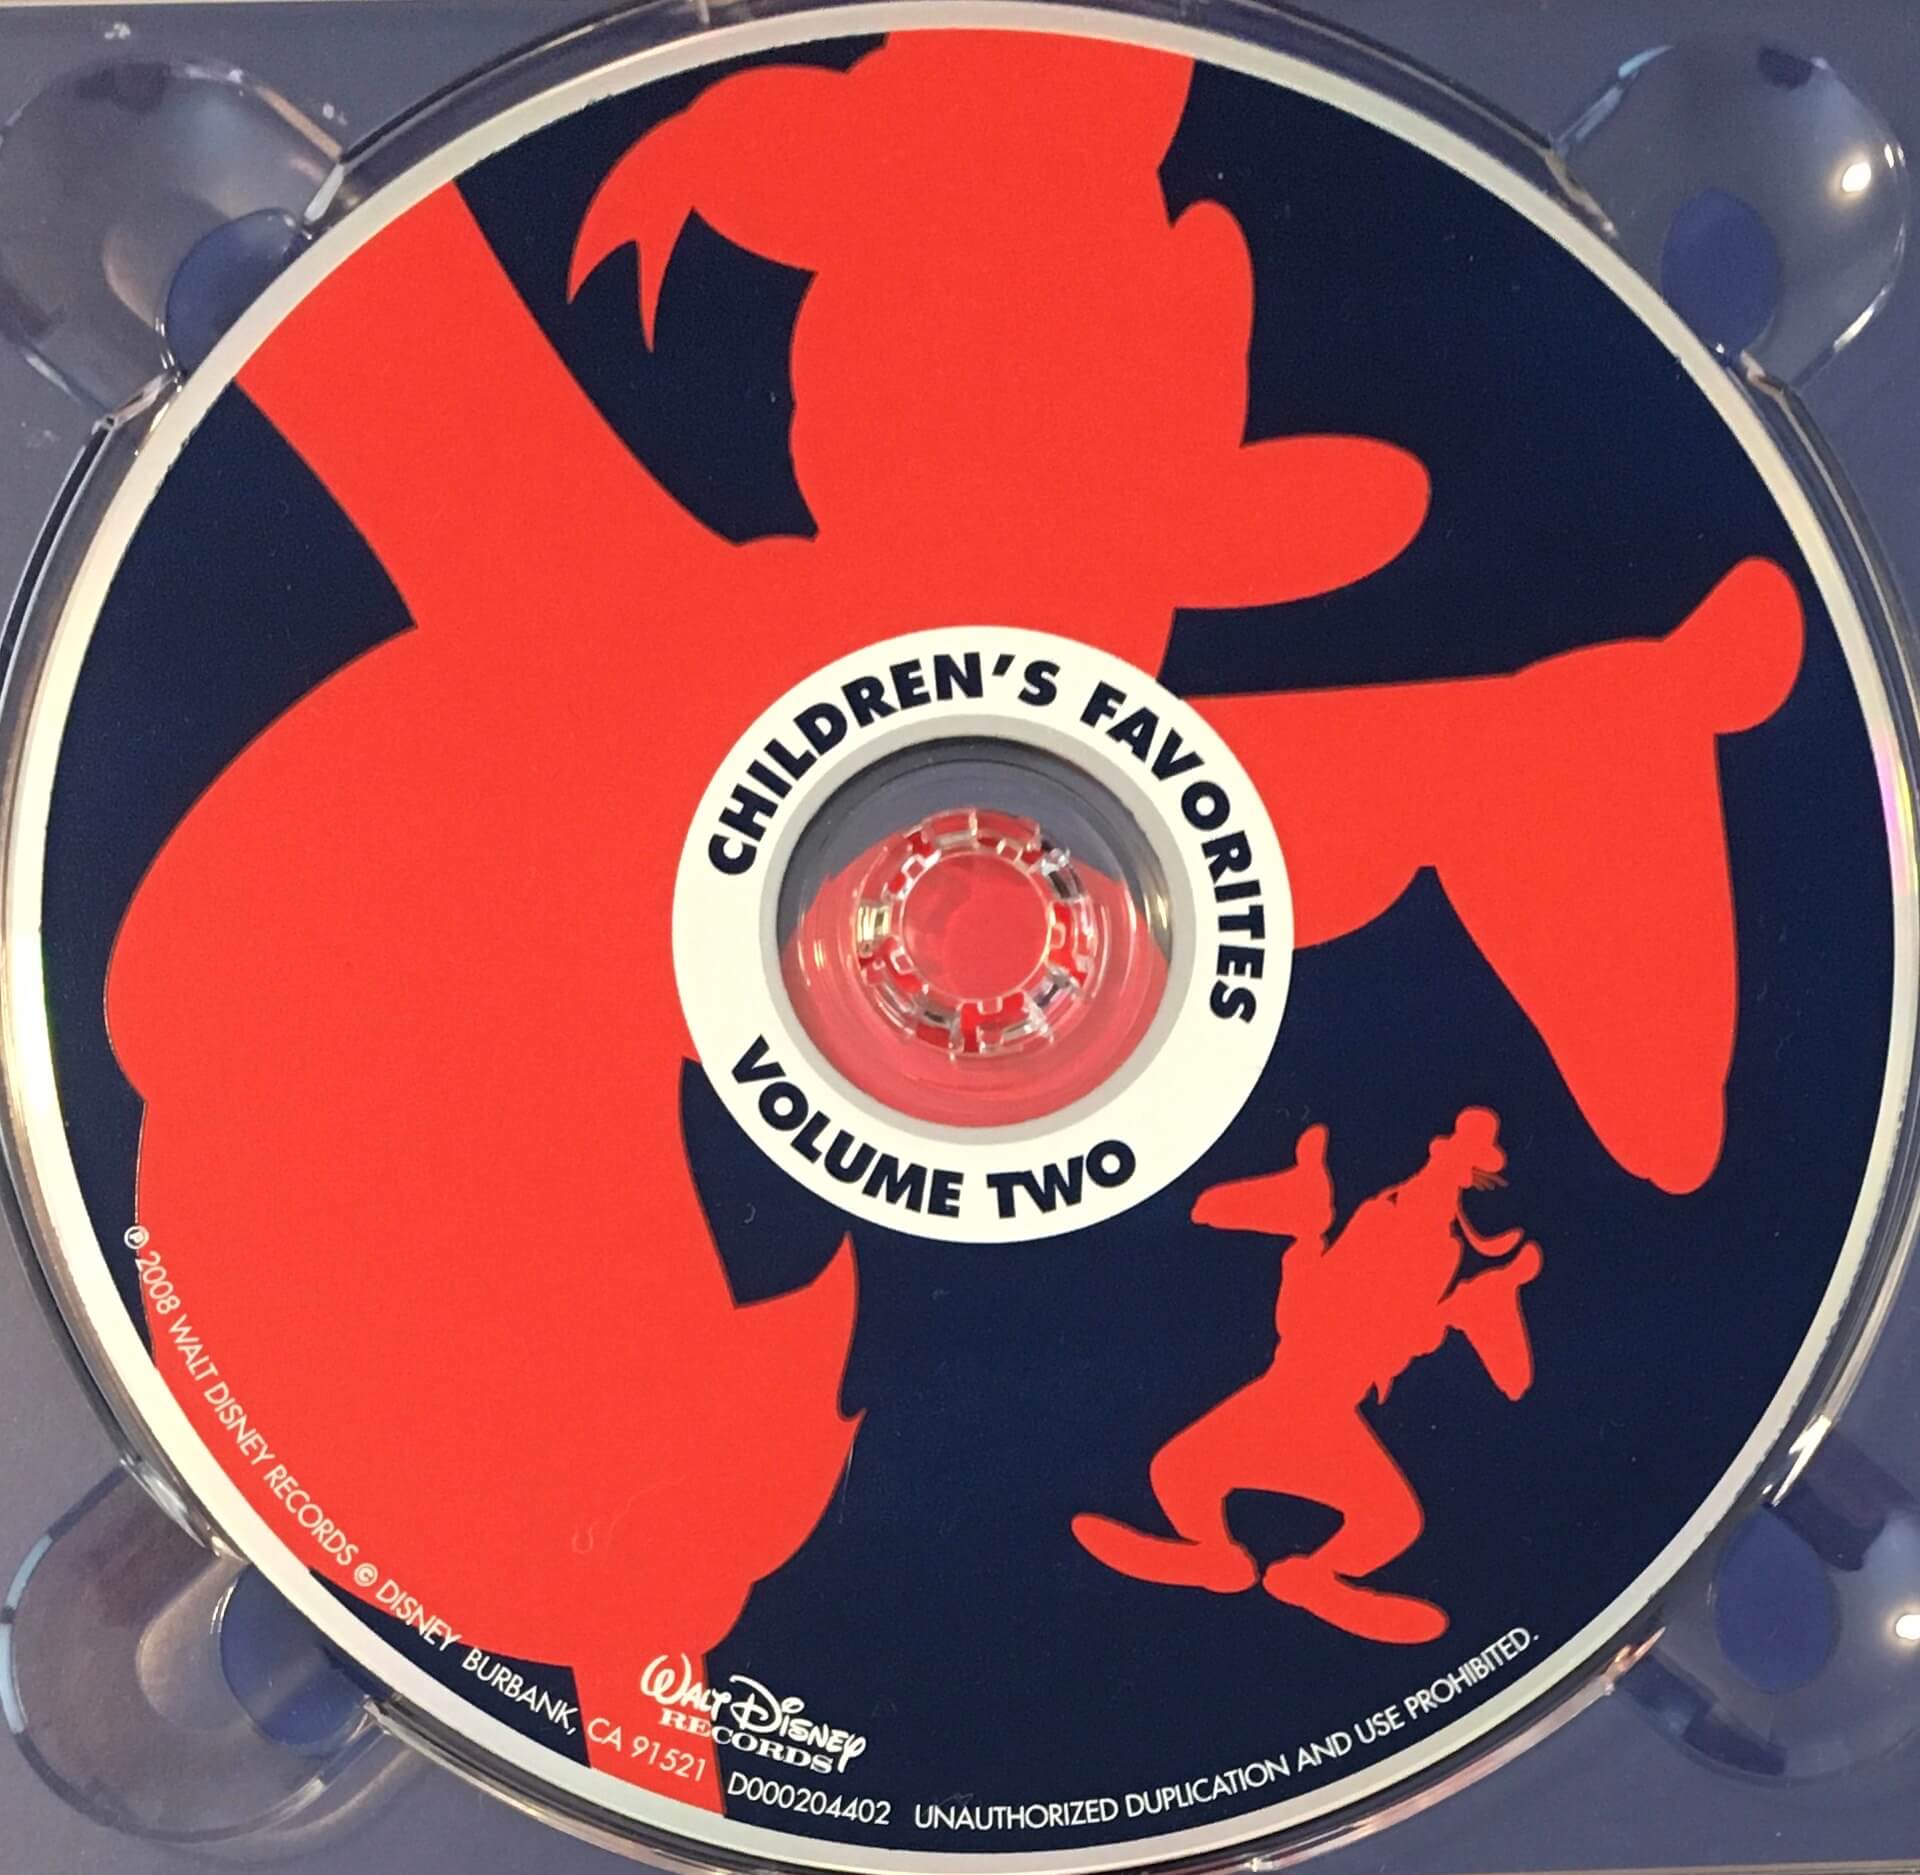 CHILDREN'S FAVORITES
VOLUME TWO
℗ 2008 WALT DISNEY RECORDS © DISNEY BURBANK, CA 91521 D000204402 UNAUTHORIZED DUPLICATION AND USE PROHIBITED.
WALT DISNEY
RECORDS